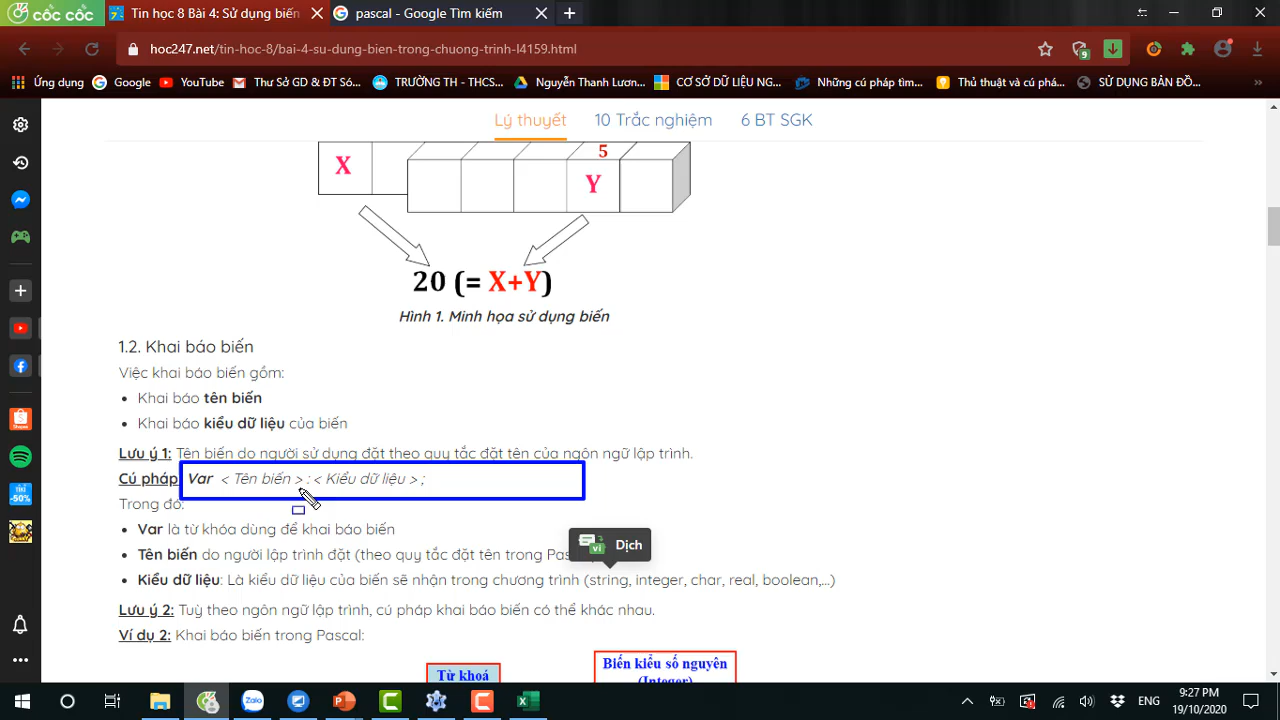 cốc cốc
Tin học 8 Bài 4: Sử dụng biến
pascal - Google Tìm kiếm
hoc247.net/tin-hoc-8/bai-4-su-dung-bien-trong-chuong-trinh-l4159.html
9
Ứng dụng
Google
YouTube
Thư Sở GD & ĐT Só...
TRƯỜNG TH - THCS...
Nguyễn Thanh Lươn...
CƠ SỞ DỮ LIỆU NG...
Những cú pháp tìm...
Thủ thuật và cú phá...
SỬ DỤNG BẢN ĐỒ...
»
Lý thuyết
10 Trắc nghiệm
6 BT SGK
5
X
Y
20 (= X+Y)
Hình 1. Minh họa sử dụng biến
1.2. Khai báo biến
Việc khai báo biến gồm:
• Khai báo tên biến
• Khai báo kiểu dữ liệu của biến
Lưu ý 1: Tên biến do người sử dụng đặt theo quy tắc đặt tên của ngôn ngữ lập trình.
Cú pháp Var < Tên biến > : < Kiểu dữ liệu > ;
Trong đó:
• Var là từ khóa dùng để khai báo biến
vi Dịch
• Tên biến do người lập trình đặt (theo quy tắc đặt tên trong Pas
• Kiểu dữ liệu: Là kiểu dữ liệu của biến sẽ nhận trong chương trình (string, integer, char, real, boolean,...)
Lưu ý 2: Tuỳ theo ngôn ngữ lập trình, cú pháp khai báo biến có thể khác nhau.
Ví dụ 2: Khai báo biến trong Pascal:
Từ khoá
Biến kiểu số nguyên
(Integer)
-50%
Zalo
ENG
9:27 PM
19/10/2020